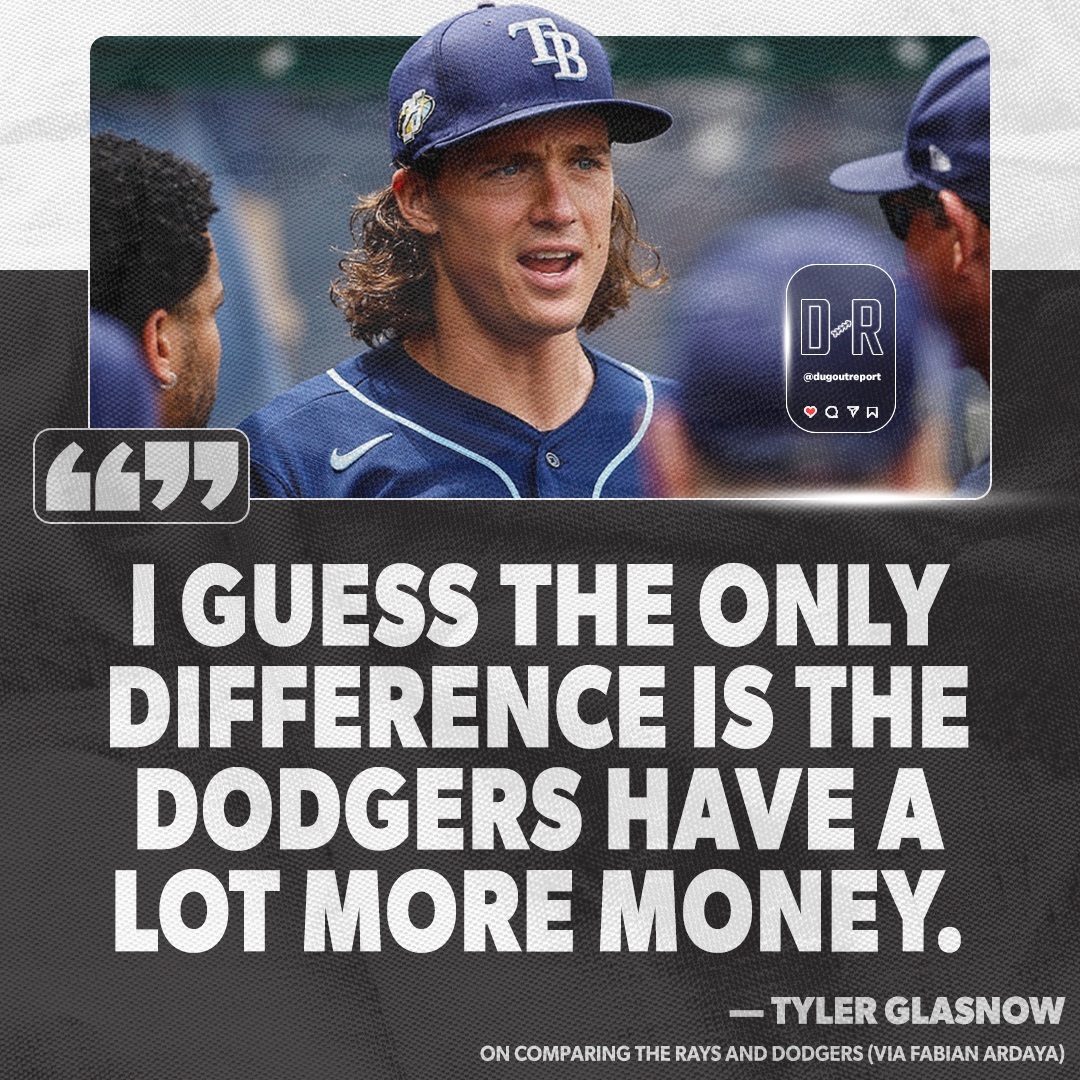 TB
D R
@dugoutreport
❝❞
I GUESS THE ONLY
DIFFERENCE IS THE
DODGERS HAVE A
LOT MORE MONEY.
— TYLER GLASNOW
ON COMPARING THE RAYS AND DODGERS (VIA FABIAN ARDAYA)